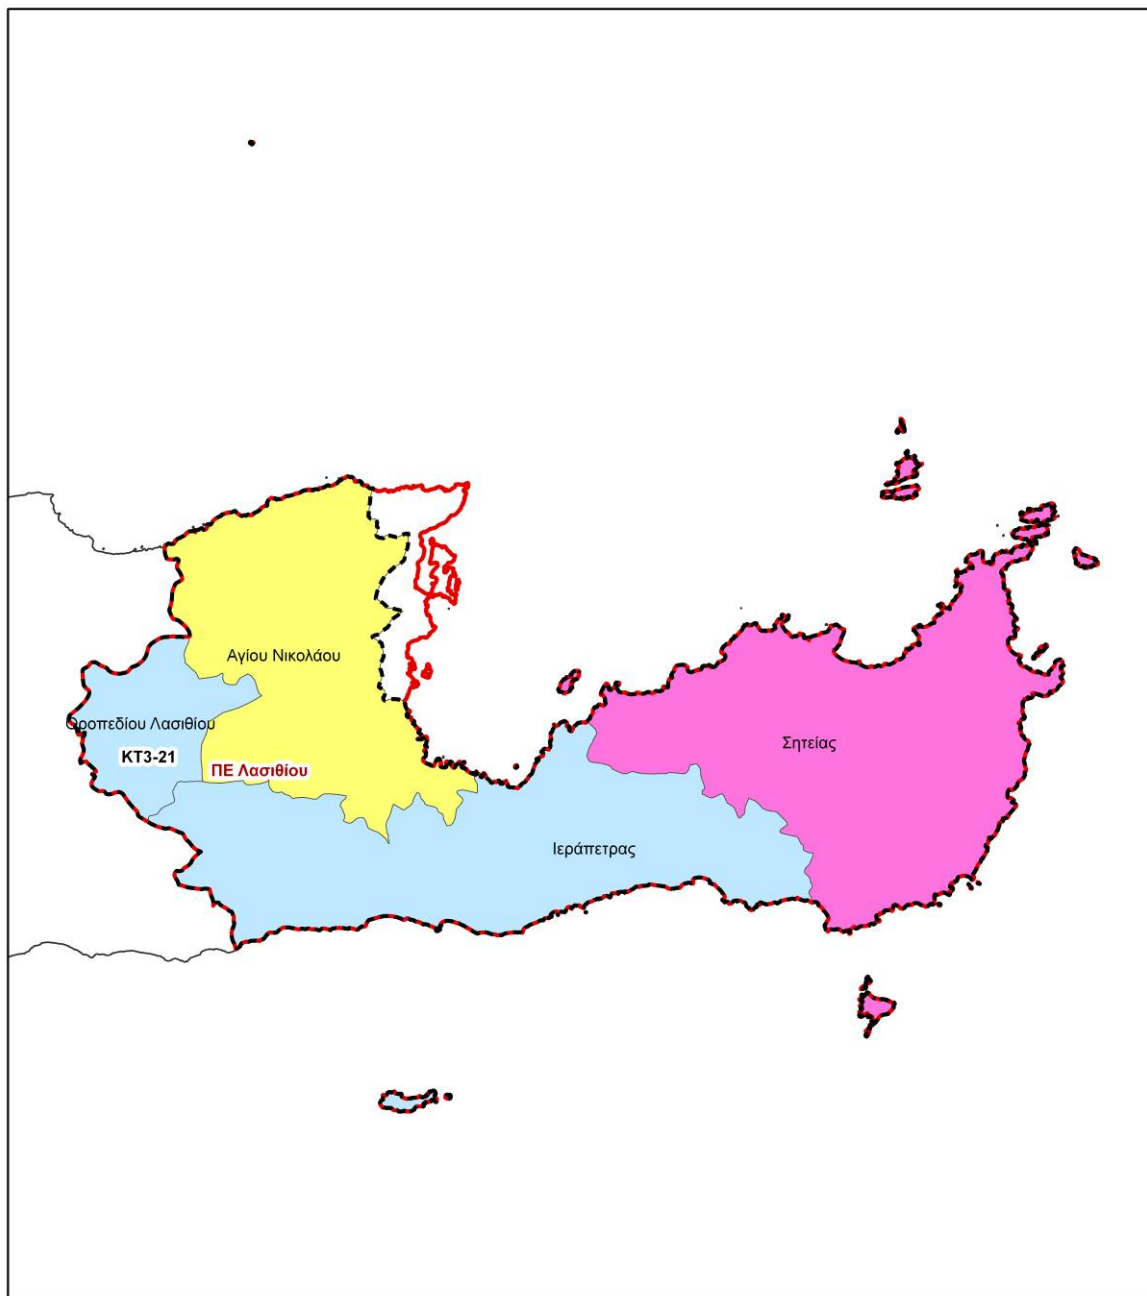 Αγίου Νικολάου
Οροπεδίου Λασιθίου
ΚΤ3-21
ΠΕ Λασιθίου
Σητείας
Ιεράπετρας